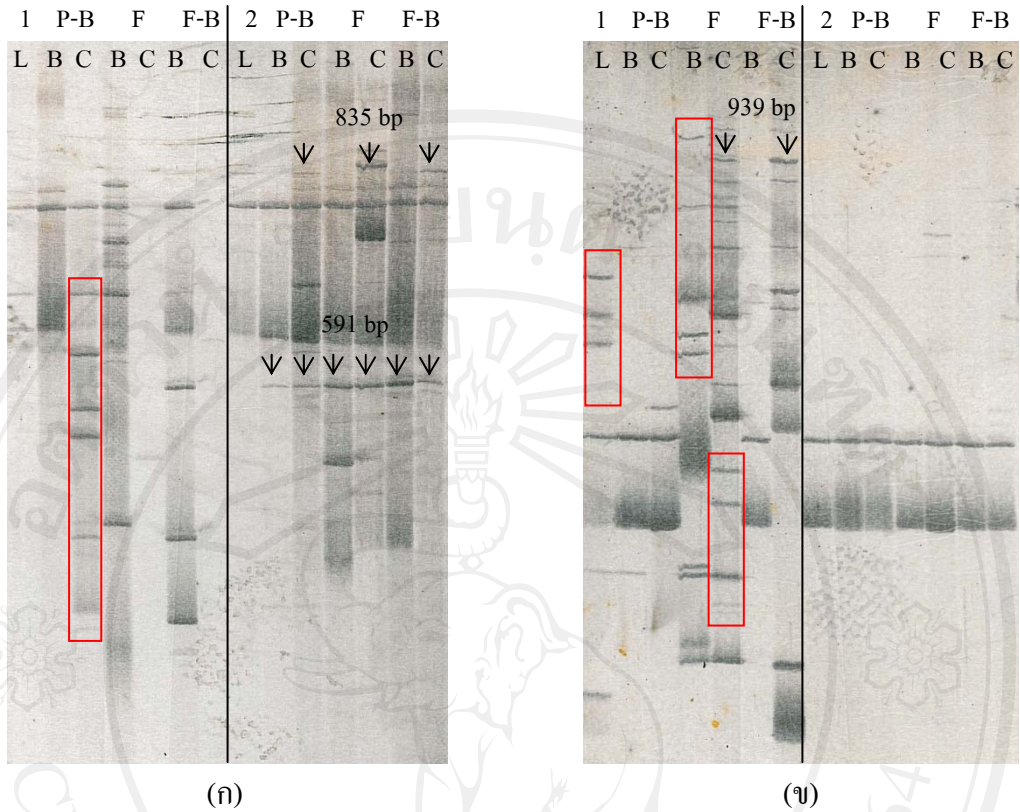 1 P-B F F-B 2 P-B F F-B
L B C B C B C L B C B C B C
835 bp
591 bp
(ก)
1 P-B F F-B 2 P-B F F-B
L B C B C B C L B C B C B C
939 bp
(ข)